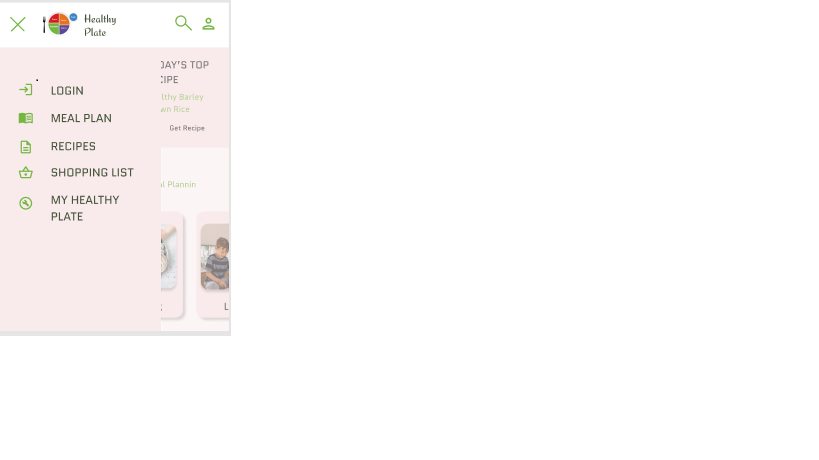 Healthy
Plate
DAY'S TOP
CIPE
lthy Barley
wn Rice
Get Recipe
LOGIN
MEAL PLAN
RECIPES
SHOPPING LIST
MY HEALTHY
PLATE
al Plannin
L